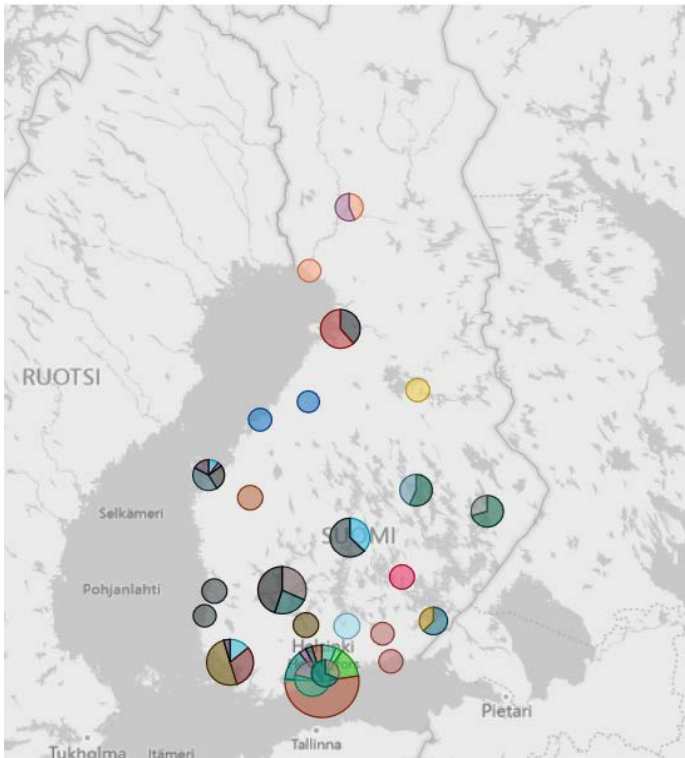 RUOTSI
Selkämeri
SUOMI
Pohjanlahti
Helsinki
Pietari
Tukholma
Itämeri
Tallinna